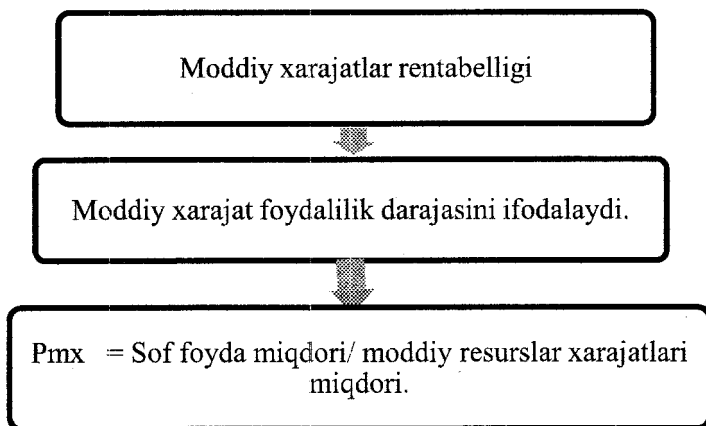 Moddiy xarajatlar rentabelligi
Moddiy xarajat foydalilik darajasini ifodalaydi.
Pmx = Sof foyda miqdori/ moddiy resurslar xarajatlari
miqdori.